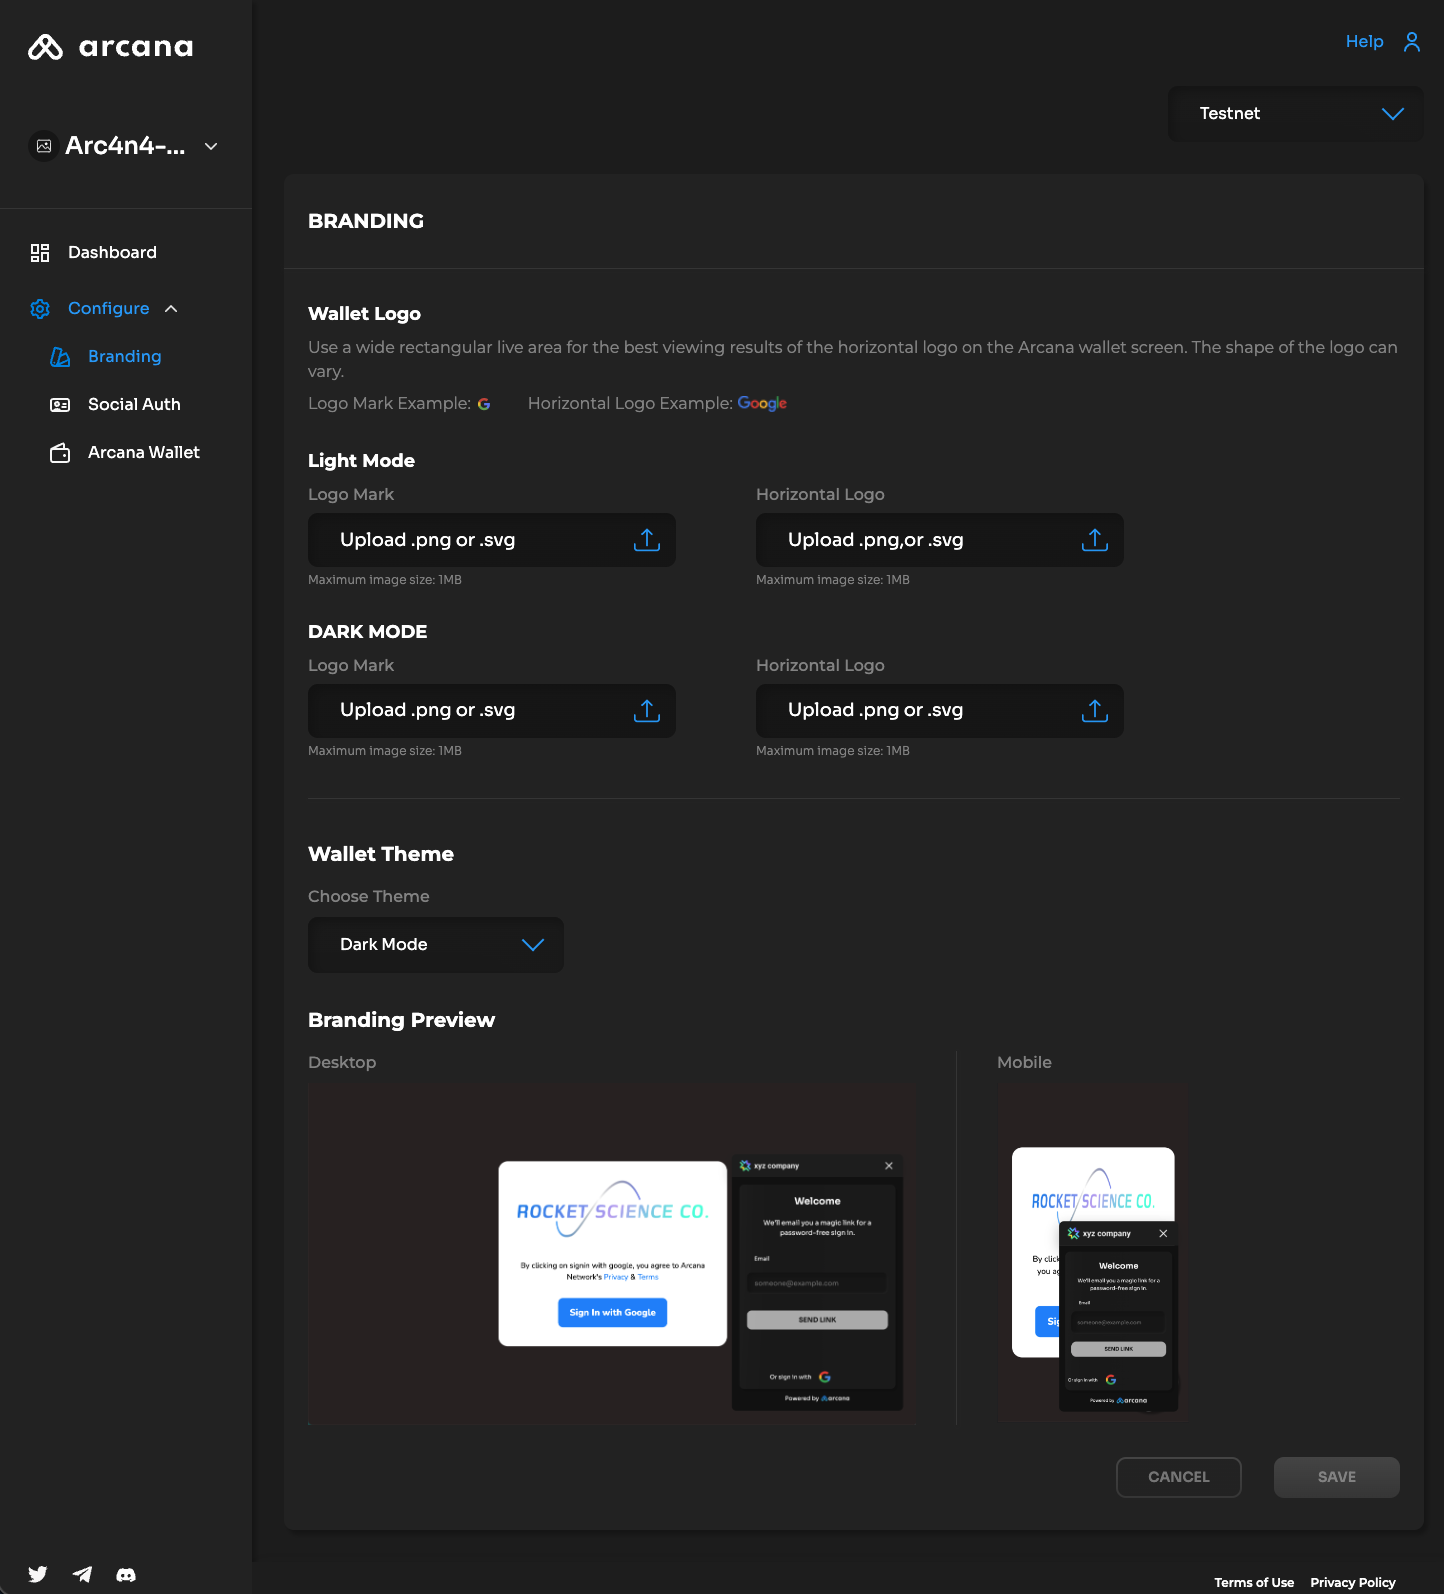 arcana
Help
Testnet
Arc4n4-...
Dashboard
Configure
Branding
Social Auth
Arcana Wallet
BRANDING
Wallet Logo
Use a wide rectangular live area for the best viewing results of the horizontal logo on the Arcana wallet screen. The shape of the logo can
vary.
Logo Mark Example: G Horizontal Logo Example: Google
Light Mode
Logo Mark Horizontal Logo
Upload .png or .svg Upload .png,or .svg
Maximum image size: 1MB Maximum image size: 1MB
DARK MODE
Logo Mark Horizontal Logo
Upload .png or .svg Upload .png or .svg
Maximum image size: 1MB Maximum image size: 1MB
Wallet Theme
Choose Theme
Dark Mode
Branding Preview
Desktop
ROCKET SCIENCE CO.
By clicking on signin with google, you agree to Arcana
Network's Privacy & Terms
Sign In with Google
xyz company
Welcome
We'll email you a magic link for a
password-free sign in.
Email
someone@example.com
SEND LINK
Or sign in with G
Powered by arcana
Mobile
ROCKET SCIENCE CO.
By clic
you ag
Sig
xyz company
Welcome
We'll email you a magic link for a
password-free sign in
Email
someone@example.com
SEND LINK
Or sign in with G
Powered by arcana
CANCEL SAVE
Terms of Use Privacy Policy